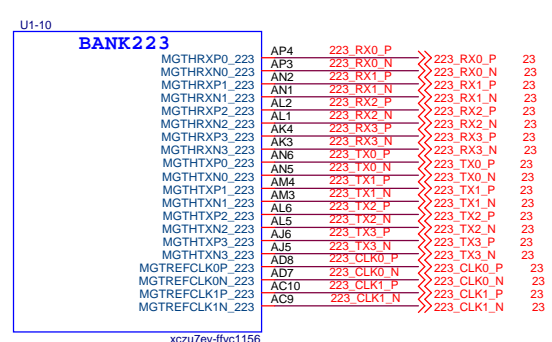 U1-10
BANK223
MGTHRXP0_223 AP4 223_RX0_P 223_RX0_P 23
MGTHRXN0_223 AP3 223_RX0_N 223_RX0_N 23
MGTHRXP1_223 AN2 223_RX1_P 223_RX1_P 23
MGTHRXN1_223 AN1 223_RX1_N 223_RX1_N 23
MGTHRXP2_223 AL2 223_RX2_P 223_RX2_P 23
MGTHRXN2_223 AL1 223_RX2_N 223_RX2_N 23
MGTHRXP3_223 AK4 223_RX3_P 223_RX3_P 23
MGTHRXN3_223 AK3 223_RX3_N 223_RX3_N 23
MGTHTXP0_223 AN6 223_TX0_P 223_TX0_P 23
MGTHTXN0_223 AN5 223_TX0_N 223_TX0_N 23
MGTHTXP1_223 AM4 223_TX1_P 223_TX1_P 23
MGTHTXN1_223 AM3 223_TX1_N 223_TX1_N 23
MGTHTXP2_223 AL6 223_TX2_P 223_TX2_P 23
MGTHTXN2_223 AL5 223_TX2_N 223_TX2_N 23
MGTHTXP3_223 AJ6 223_TX3_P 223_TX3_P 23
MGTHTXN3_223 AJ5 223_TX3_N 223_TX3_N 23
MGTREFCLK0P_223 AD8 223_CLK0_P 223_CLK0_P 23
MGTREFCLK0N_223 AD7 223_CLK0_N 223_CLK0_N 23
MGTREFCLK1P_223 AC10 223_CLK1_P 223_CLK1_P 23
MGTREFCLK1N_223 AC9 223_CLK1_N 223_CLK1_N 23
xczu7ev-ffvc1156